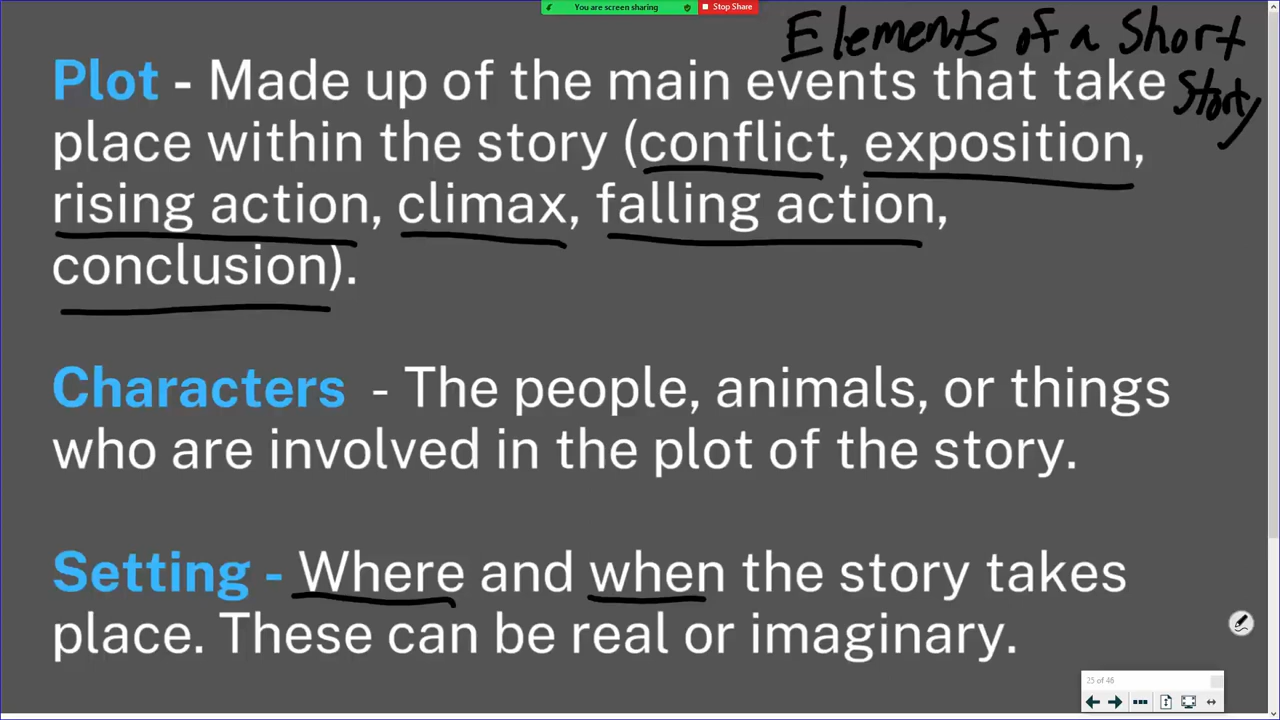 You are screen sharing Stop Share
Elements of a Short
Story
Plot - Made up of the main events that take
place within the story (conflict, exposition,
rising action, climax, falling action,
conclusion).
Characters - The people, animals, or things
who are involved in the plot of the story.
Setting - Where and when the story takes
place. These can be real or imaginary.
25 of 46